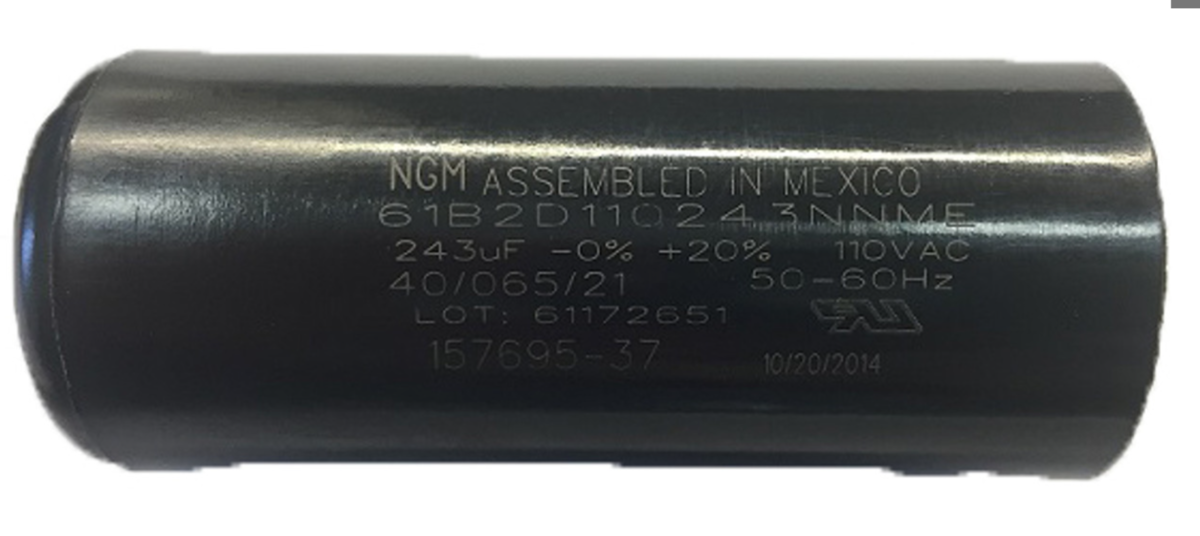 NGM ASSEMBLED IN MEXICO
61B2D110243NNME
243uF -0% +20% 110VAC
40/065/21 50-60Hz
LOT: 61172651
157695-37 10/20/2014